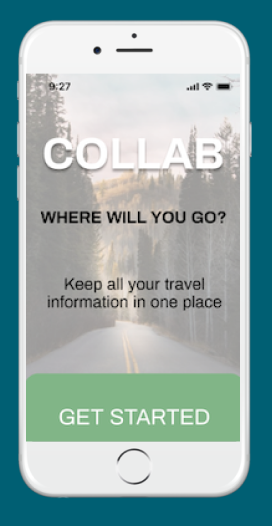 9:27
COLLAB
WHERE WILL YOU GO?
Keep all your travel
information in one place
GET STARTED